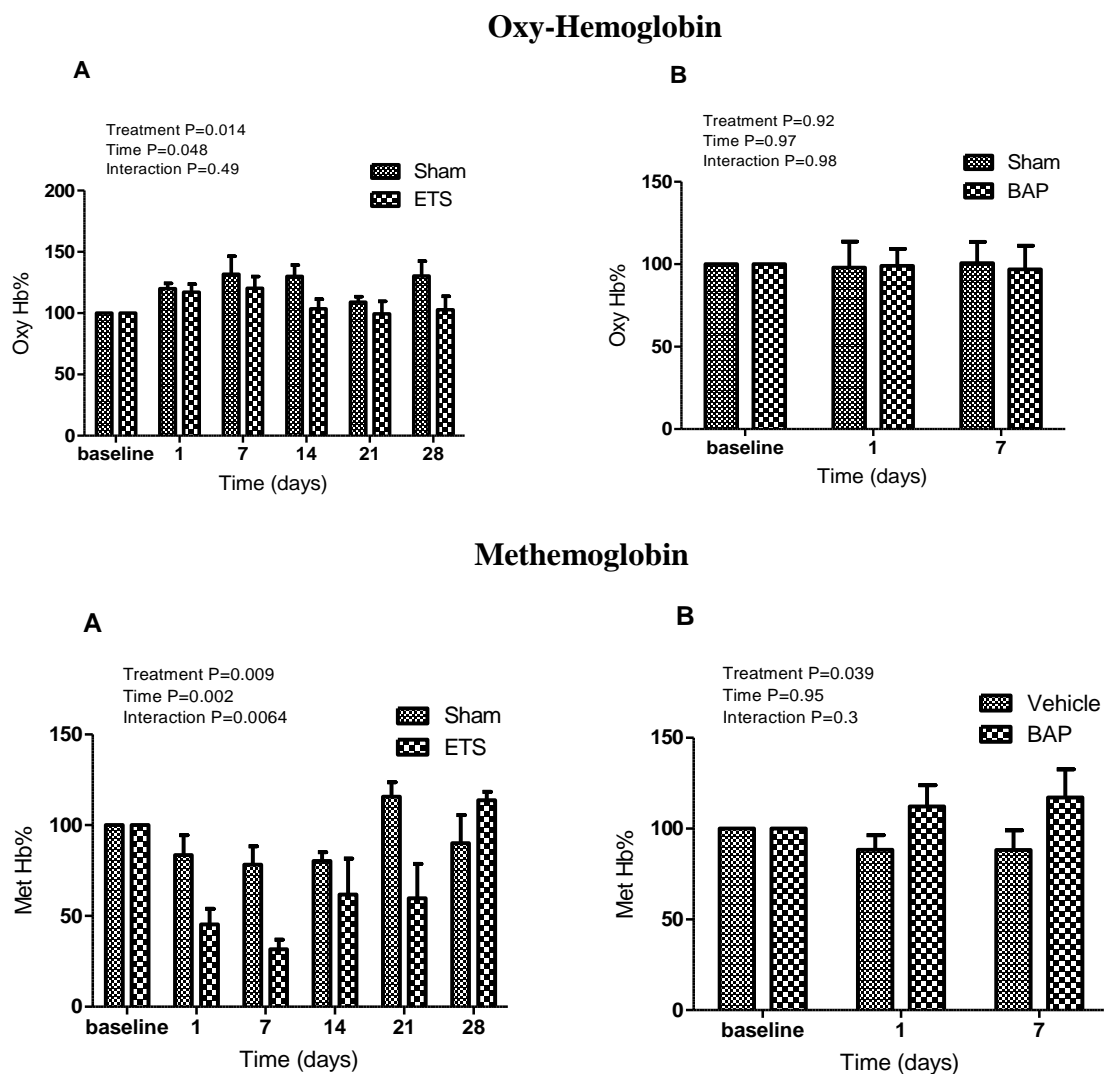 Oxy-Hemoglobin
A
Treatment P=0.014
Time P=0.048
Interaction P=0.49
Sham
ETS
200
150
100
50
0
Oxy Hb%
baseline 1 7 14 21 28
Time (days)
B
Treatment P=0.92
Time P=0.97
Interaction P=0.98
Sham
BAP
150
100
50
0
Oxy Hb%
baseline 1 7
Time (days)
Methemoglobin
A
Treatment P=0.009
Time P=0.002
Interaction P=0.0064
Sham
ETS
150
100
50
0
Met Hb%
baseline 1 7 14 21 28
Time (days)
B
Treatment P=0.039
Time P=0.95
Interaction P=0.3
Vehicle
BAP
150
100
50
0
Met Hb%
baseline 1 7
Time (days)